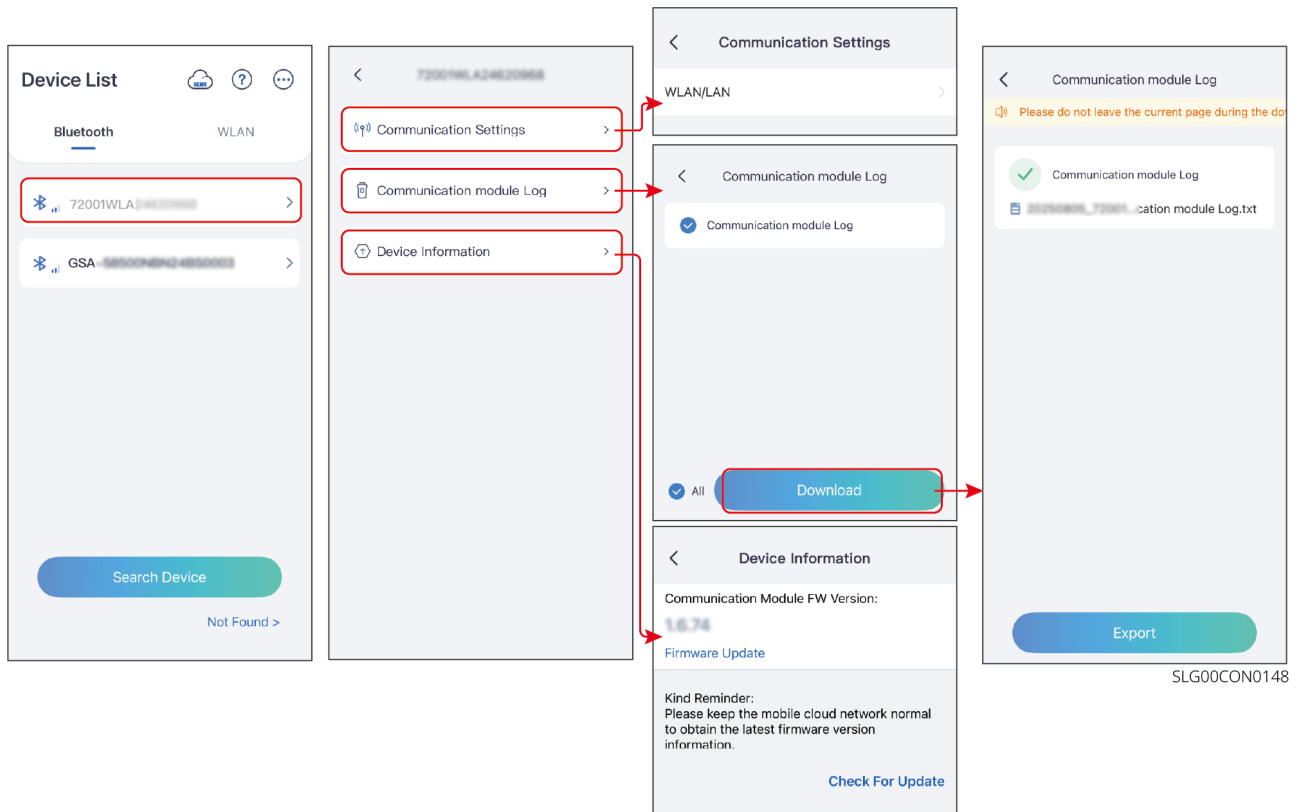 Device List
SEMS
?
Bluetooth
WLAN
72001WLA
GSA
Search Device
Not Found >
Communication Settings
Communication module Log
Device Information
Communication Settings
WLAN/LAN
Communication module Log
Communication module Log
All
Download
Device Information
Communication Module FW Version:
1.6.74
Firmware Update
Kind Reminder:
Please keep the mobile cloud network normal
to obtain the latest firmware version
information.
Check For Update
Communication module Log
Please do not leave the current page during the do
Communication module Log
cation module Log.txt
Export
SLG00CON0148